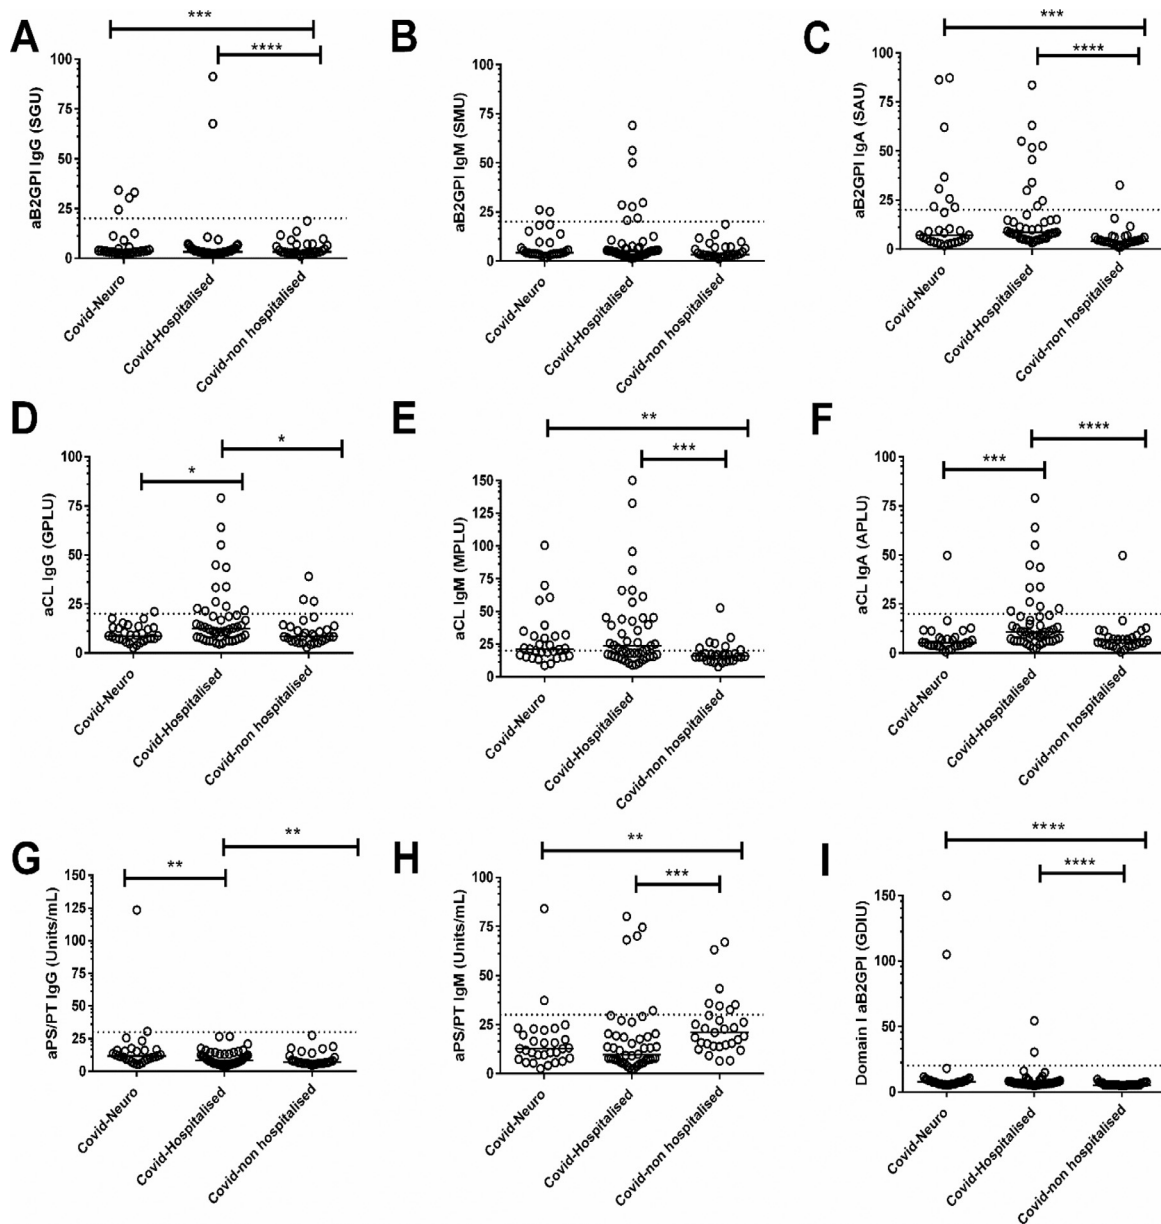 A
***
****
aB2GPI IgG (SGU)
100
75
50
25
0
Covid-Neuro
Covid-Hospitalised
Covid-non hospitalised
B
aB2GPI IgM (SMU)
100
75
50
25
0
Covid-Neuro
Covid-Hospitalised
Covid-non hospitalised
C
***
****
aB2GPI IgA (SAU)
100
75
50
25
0
Covid-Neuro
Covid-Hospitalised
Covid-non hospitalised
D
*
*
aCL IgG (GPLU)
100
75
50
25
0
Covid-Neuro
Covid-Hospitalised
Covid-non hospitalised
E
**
***
aCL IgM (MPLU)
150
125
100
75
50
25
0
Covid-Neuro
Covid-Hospitalised
Covid-non hospitalised
F
****
***
aCL IgA (APLU)
100
75
50
25
0
Covid-Neuro
Covid-Hospitalised
Covid-non hospitalised
G
**
**
aPS/PT IgG (Units/mL)
150
125
100
75
50
25
0
Covid-Neuro
Covid-Hospitalised
Covid-non hospitalised
H
**
***
aPS/PT IgM (Units/mL)
100
75
50
25
0
Covid-Neuro
Covid-Hospitalised
Covid-non hospitalised
I
****
****
Domain I aB2GPI (GDIU)
150
100
50
0
Covid-Neuro
Covid-Hospitalised
Covid-non hospitalised